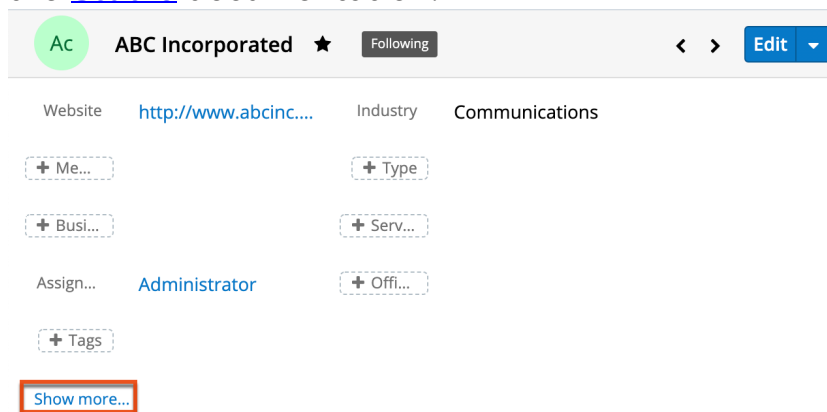 Ac ABC Incorporated ★ Following < > Edit
Website http://www.abcinc.... Industry Communications
+ Me... + Type
+ Busi... + Serv...
Assign... Administrator + Offi...
+ Tags
Show more...